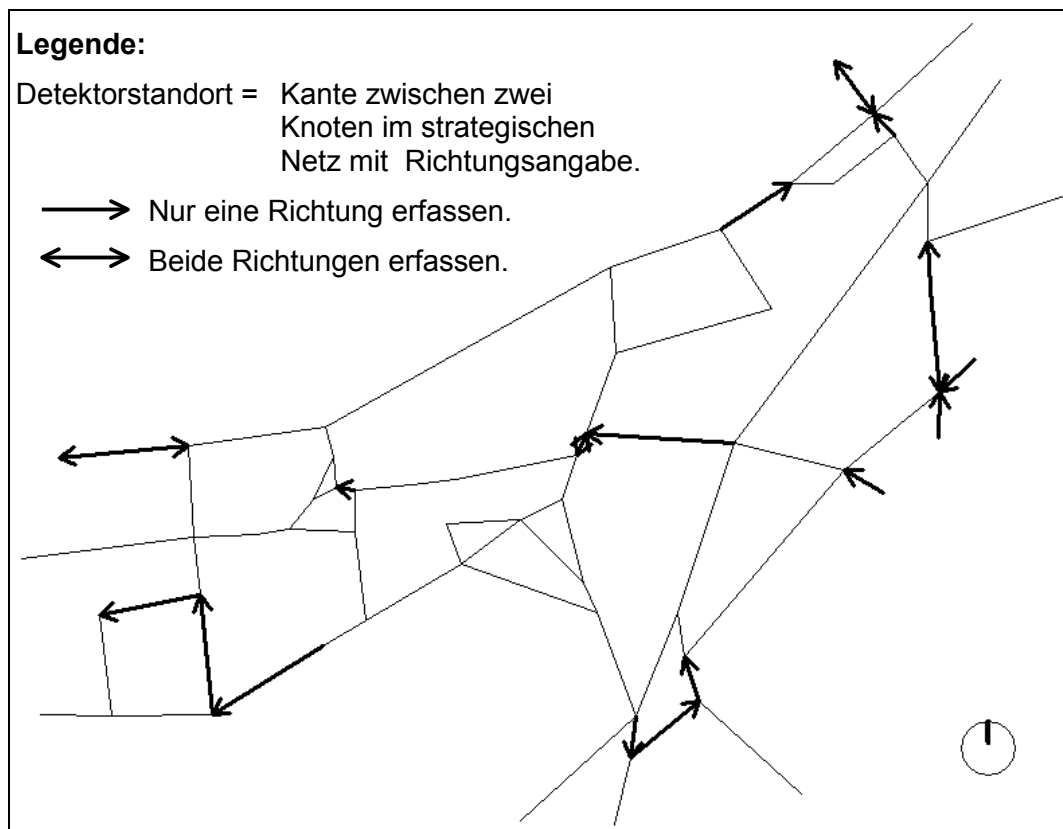 Legende:
Detektorstandort = Kante zwischen zwei
Knoten im strategischen
Netz mit Richtungsangabe.
Nur eine Richtung erfassen.
Beide Richtungen erfassen.